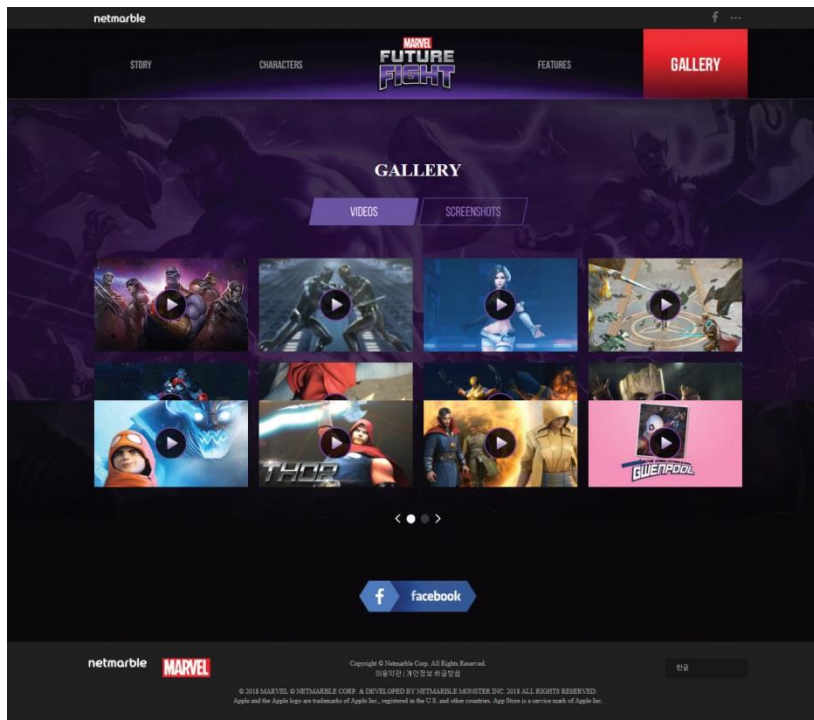 netmarble
STORY
CHARACTERS
MARVEL
FUTURE
FIGHT
FEATURES
GALLERY
GALLERY
VIDEOS
SCREENSHOTS
THOR
GWENPOOL
facebook
netmarble
MARVEL
Copyright © Netmarble Corp. All Rights Reserved.
이용약관 | 개인정보 취급방침
한글
© 2018 MARVEL © NETMARBLE CORP. & DEVELOPED BY NETMARBLE MONSTER INC. 2018 ALL RIGHTS RESERVED.
Apple and the Apple logo are trademarks of Apple Inc., registered in the U.S. and other countries. App Store is a service mark of Apple Inc.